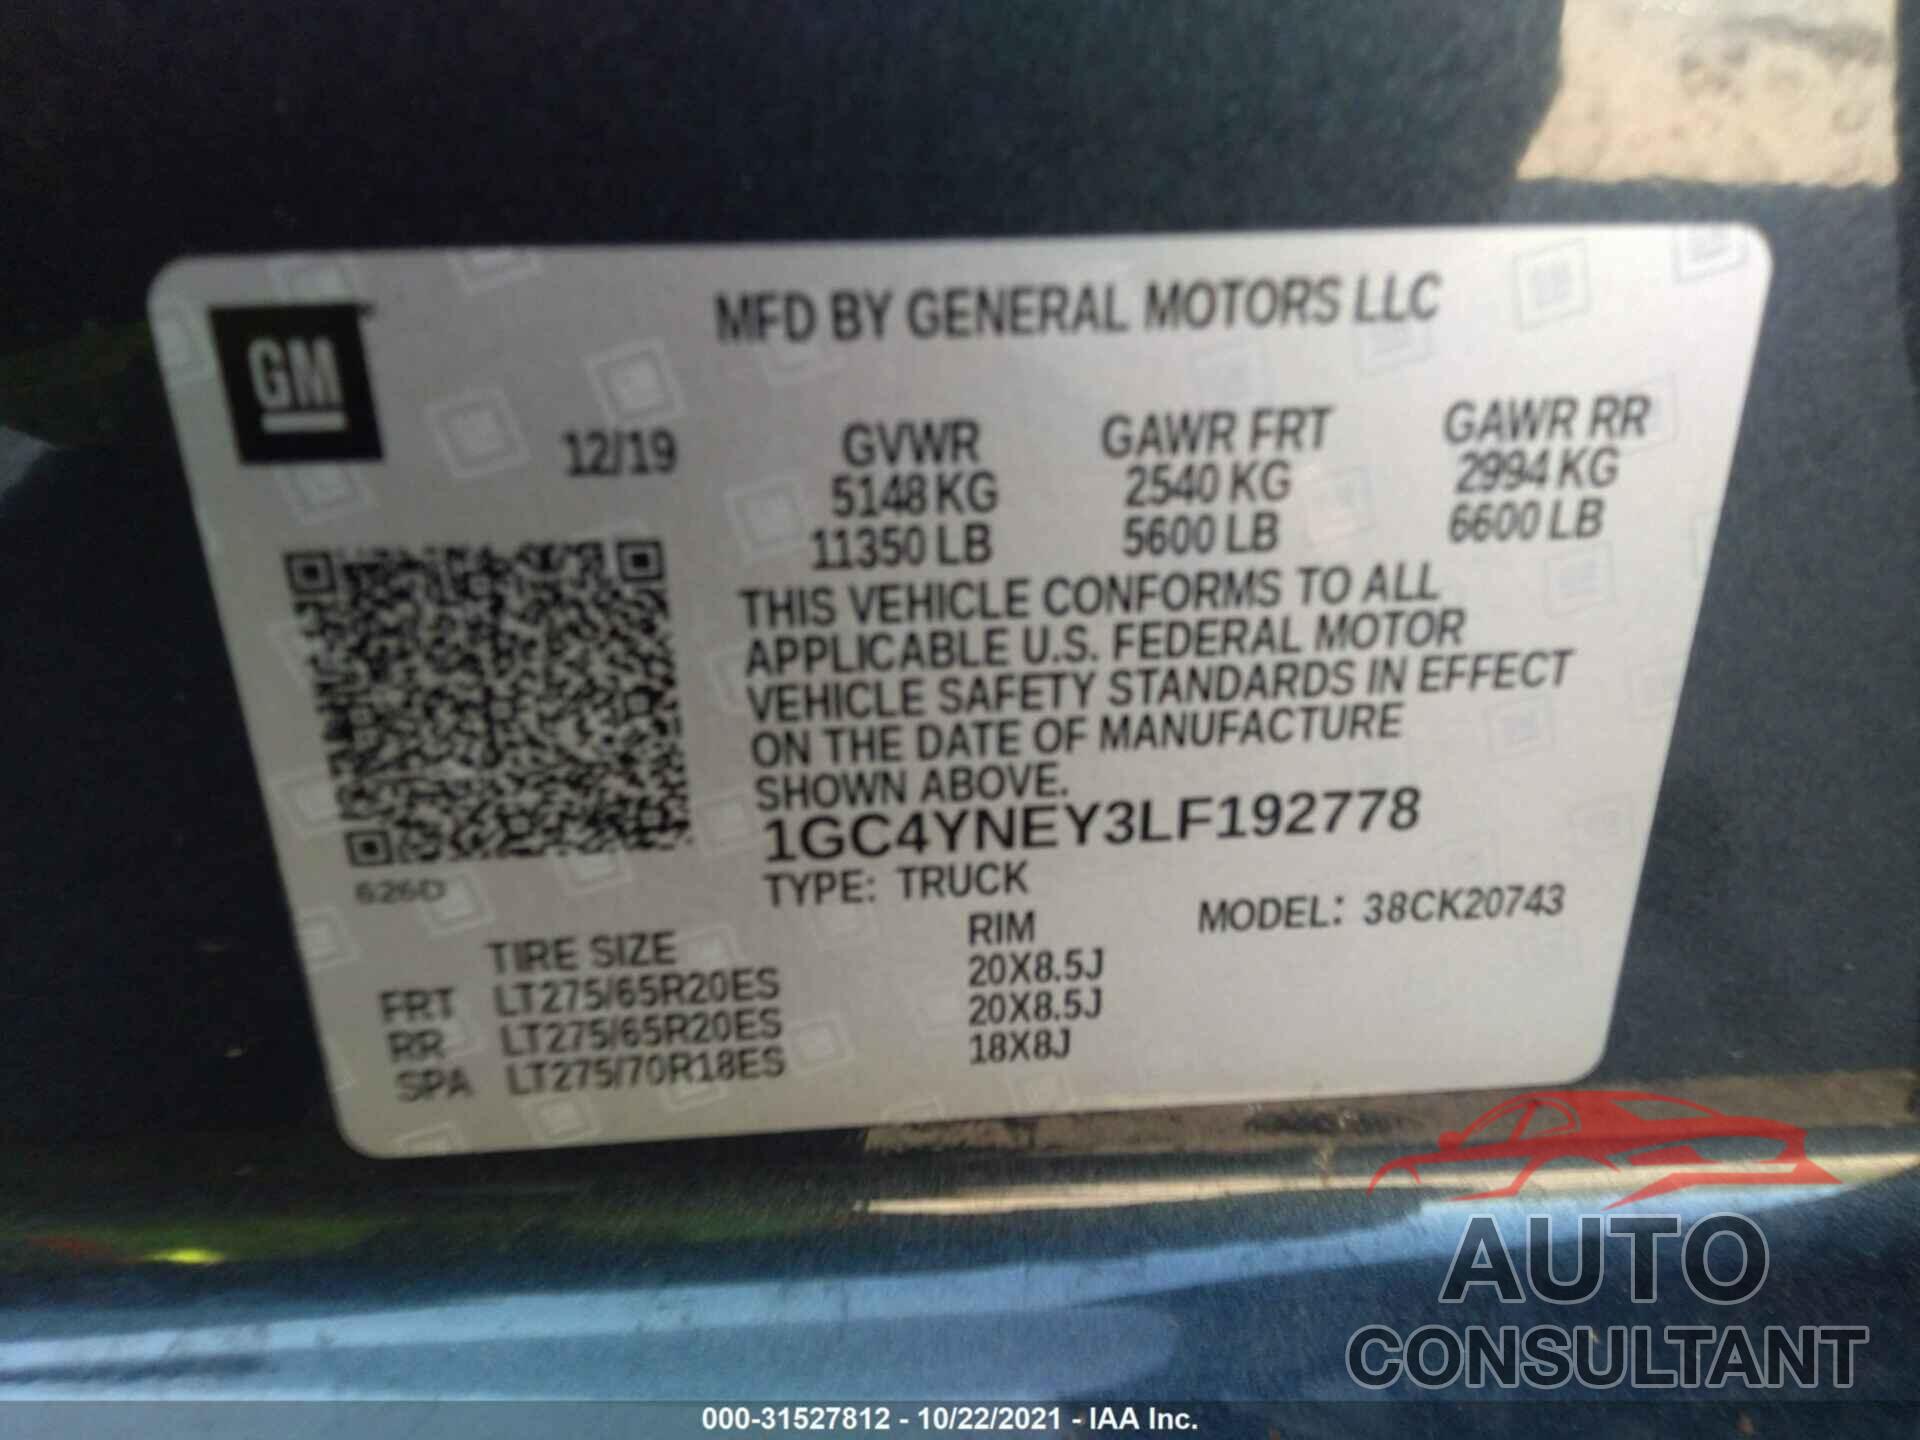 GM
MFD BY GENERAL MOTORS LLC
12/19
GVWR GAWR FRT GAWR RR
5148 KG 2540 KG 2994 KG
11350 LB 5600 LB 6600 LB
THIS VEHICLE CONFORMS TO ALL
APPLICABLE U.S. FEDERAL MOTOR
VEHICLE SAFETY STANDARDS IN EFFECT
ON THE DATE OF MANUFACTURE
SHOWN ABOVE.
1GC4YNEY3LF192778
626D
TYPE: TRUCK MODEL: 38CK20743
TIRE SIZE RIM
FRT LT275/65R20ES 20X8.5J
RR LT275/65R20ES 20X8.5J
SPA LT275/70R18ES 18X8J
AUTO
CONSULTANT
000-31527812 - 10/22/2021 - IAA Inc.